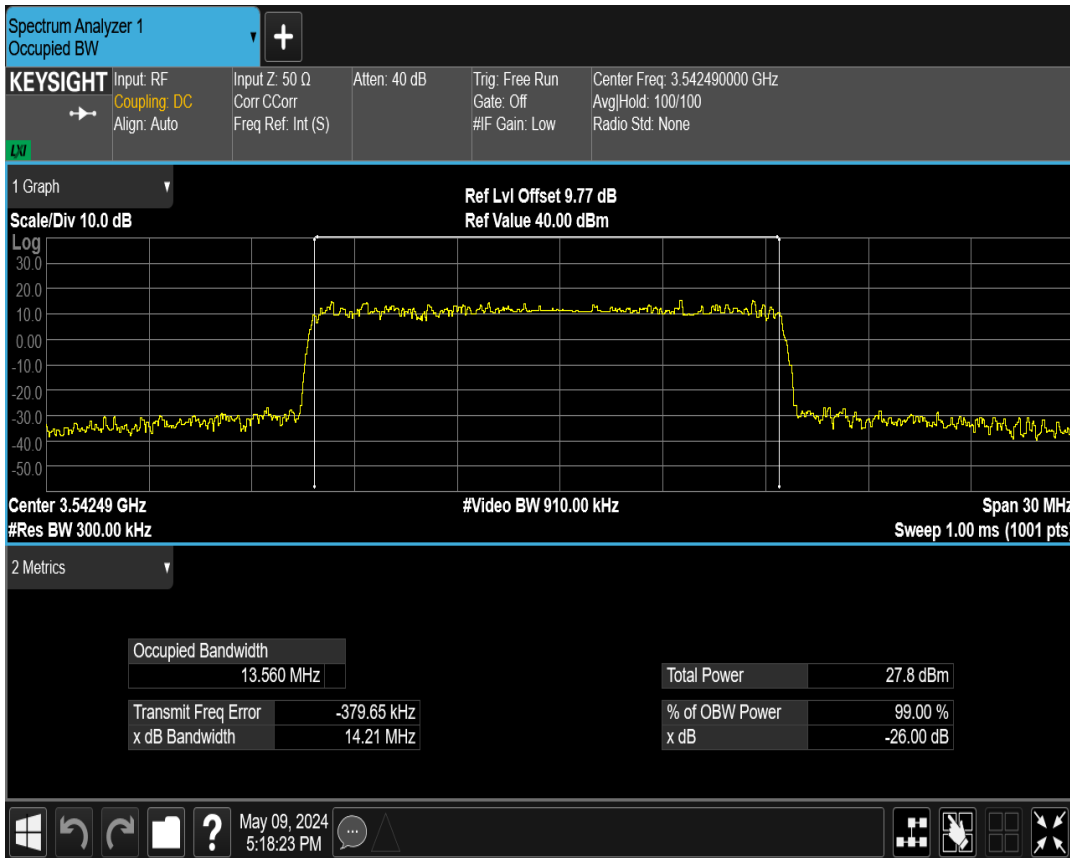 Spectrum Analyzer 1
Occupied BW
+
KEYSIGHT
LXI
Input: RF
Coupling: DC
Align: Auto
Input Z: 50 Ω
Corr CCorr
Freq Ref: Int (S)
Atten: 40 dB
Trig: Free Run
Gate: Off
#IF Gain: Low
Center Freq: 3.542490000 GHz
Avg|Hold: 100/100
Radio Std: None
1 Graph
Scale/Div 10.0 dB
Ref Lvl Offset 9.77 dB
Ref Value 40.00 dBm
Log
30.0
20.0
10.0
0.00
-10.0
-20.0
-30.0
-40.0
-50.0
Center 3.54249 GHz
#Res BW 300.00 kHz
#Video BW 910.00 kHz
Span 30 MHz
Sweep 1.00 ms (1001 pts)
2 Metrics
Occupied Bandwidth
13.560 MHz
Transmit Freq Error -379.65 kHz
x dB Bandwidth 14.21 MHz
Total Power 27.8 dBm
% of OBW Power 99.00 %
x dB -26.00 dB
?
May 09, 2024
5:18:23 PM